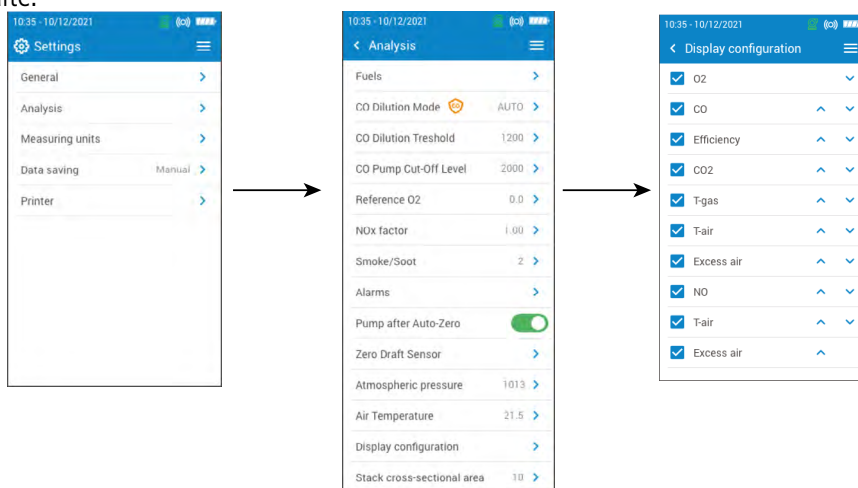 10:35 - 10/12/2021
Settings
General
Analysis
Measuring units
Data saving Manual
Printer
10:35 - 10/12/2021
Analysis
Fuels
CO Dilution Mode CO AUTO
CO Dilution Treshold 1200
CO Pump Cut-Off Level 2000
Reference O2 0.0
NOx factor 1.00
Smoke/Soot 2
Alarms
Pump after Auto-Zero
Zero Draft Sensor
Atmospheric pressure 1013
Air Temperature 21.5
Display configuration
Stack cross-sectional area 10
10:35 - 10/12/2021
Display configuration
O2
CO
Efficiency
CO2
T-gas
T-air
Excess air
NO
T-air
Excess air